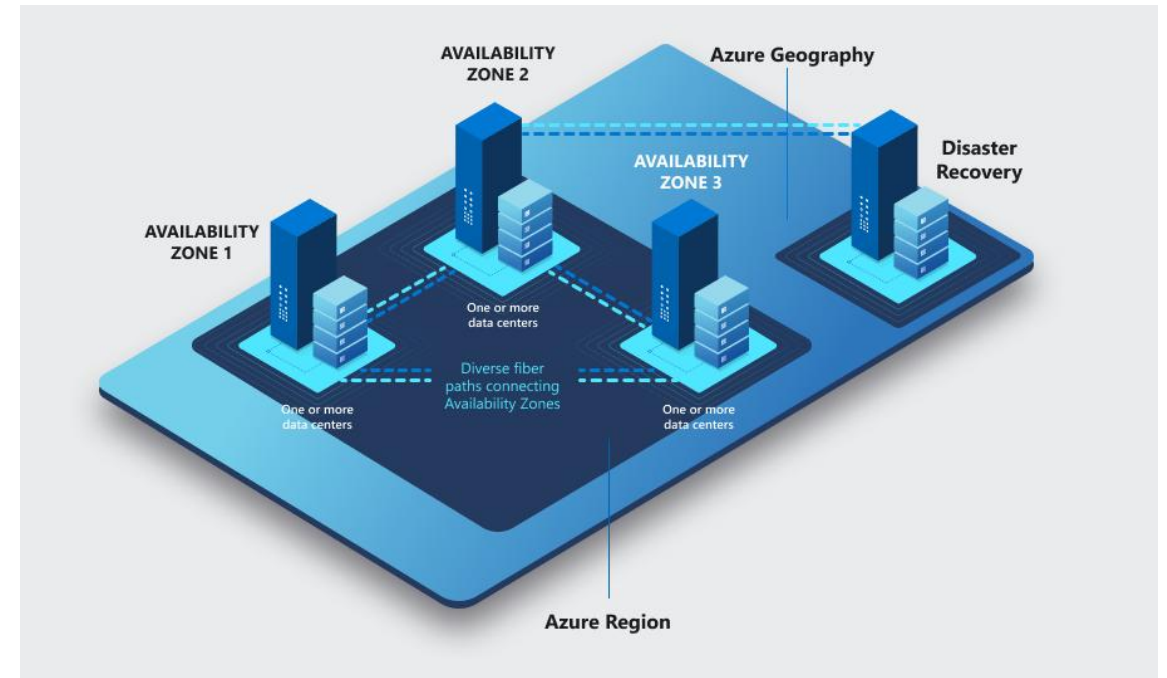 AVAILABILITY
ZONE 2
Azure Geography
Disaster
Recovery
AVAILABILITY
ZONE 3
AVAILABILITY
ZONE 1
One or more
data centers
Diverse fiber
paths connecting
Availability Zones
One or more
data centers
One or more
data centers
Azure Region